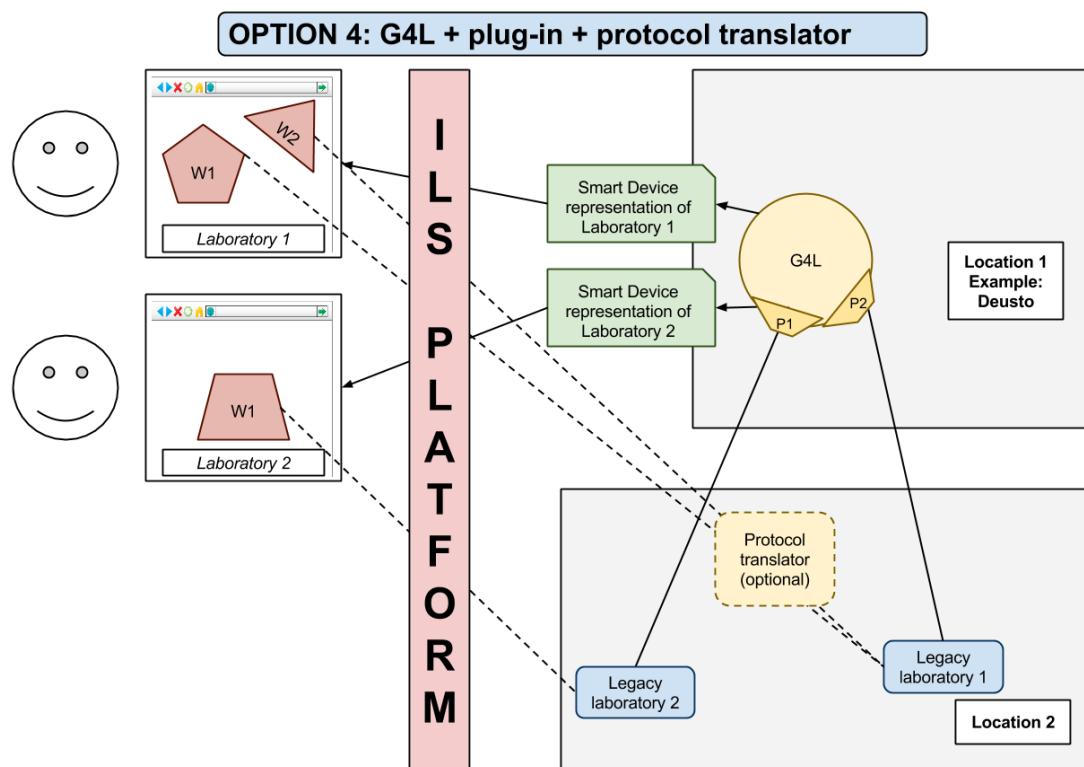 OPTION 4: G4L + plug-in + protocol translator
W1
W2
Laboratory 1
W1
Laboratory 2
I
L
S
P
L
A
T
F
O
R
M
Smart Device
representation of
Laboratory 1
Smart Device
representation of
Laboratory 2
G4L
P1
P2
Location 1
Example:
Deusto
Protocol
translator
(optional)
Legacy
laboratory 2
Legacy
laboratory 1
Location 2